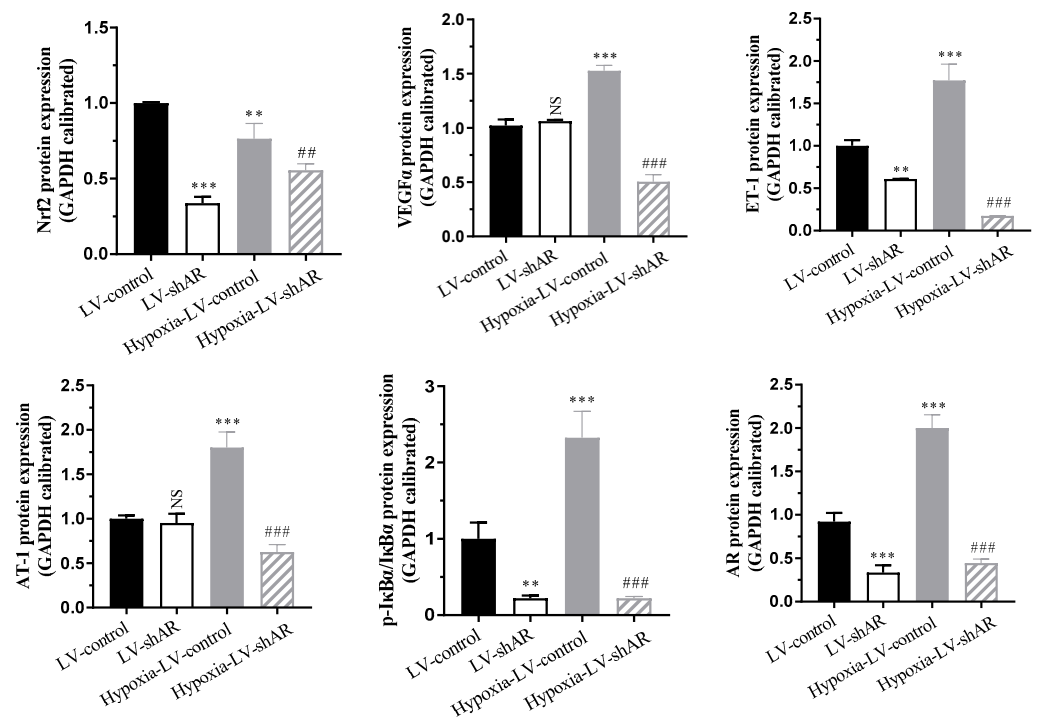 Nrf2 protein expression
(GAPDH calibrated)
1.5
1.0
0.5
0.0
***
**
##
LV-control
LV-shAR
Hypoxia-LV-control
Hypoxia-LV-shAR
VEGFα protein expression
(GAPDH calibrated)
2.0
1.5
1.0
0.5
0.0
NS
***
###
LV-control
LV-shAR
Hypoxia-LV-control
Hypoxia-LV-shAR
ET-1 protein expression
(GAPDH calibrated)
2.5
2.0
1.5
1.0
0.5
0.0
**
***
###
LV-control
LV-shAR
Hypoxia-LV-control
Hypoxia-LV-shAR
AT-1 protein expression
(GAPDH calibrated)
2.5
2.0
1.5
1.0
0.5
0.0
NS
***
###
LV-control
LV-shAR
Hypoxia-LV-control
Hypoxia-LV-shAR
p-IκBα/IκBα protein expression
(GAPDH calibrated)
3
2
1
0
**
***
###
LV-control
LV-shAR
Hypoxia-LV-control
Hypoxia-LV-shAR
AR protein expression
(GAPDH calibrated)
2.5
2.0
1.5
1.0
0.5
0.0
***
***
###
LV-control
LV-shAR
Hypoxia-LV-control
Hypoxia-LV-shAR